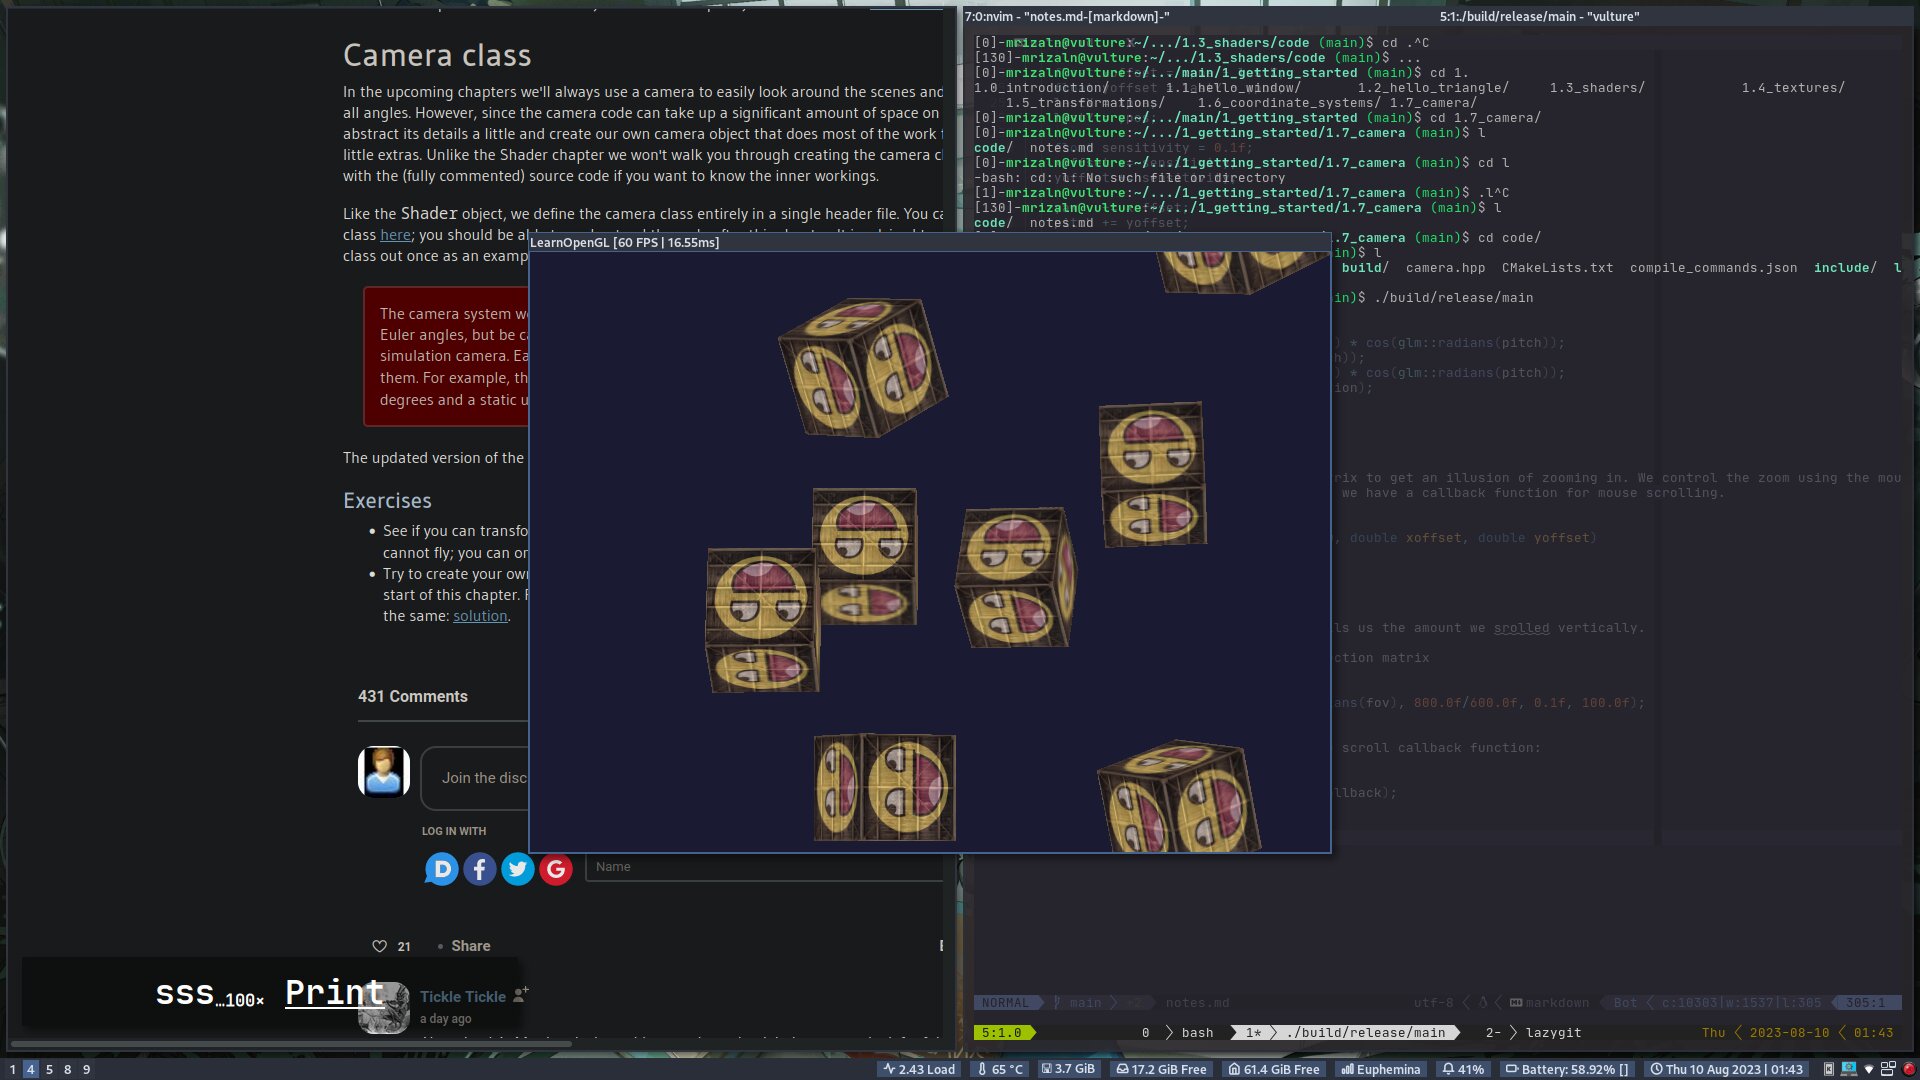 Camera class
In the upcoming chapters we'll always use a camera to easily look around the scenes and
all angles. However, since the camera code can take up a significant amount of space on
abstract its details a little and create our own camera object that does most of the work
little extras. Unlike the Shader chapter we won't walk you through creating the camera
with the (fully commented) source code if you want to know the inner workings.
Like the Shader object, we define the camera class entirely in a single header file. You
class here; you should be
class out once as an examp
The camera system w
Euler angles, but be
simulation camera. Ea
them. For example, th
degrees and a static u
The updated version of the
Exercises
• See if you can transfo
cannot fly; you can
• Try to create your own
start of this chapter.
the same: solution.
431 Comments
Join the disc
LOG IN WITH
Name
21 • Share
Tickle Tickle
a day ago
sss…100× Print
LearnOpenGL [60 FPS | 16.55ms]
7:0:nvim - "notes.md-[markdown]-" 5:1:./build/release/main - "vulture"
[0]-mrizaln@vulture:~/.../1.3_shaders/code (main)$ cd .^C
[130]-mrizaln@vulture:~/.../1.3_shaders/code (main)$ ...
[0]-mrizaln@vulture:~/.../main/1_getting_started (main)$ cd 1.
1.0_introduction/ 1.1_hello_window/ 1.2_hello_triangle/ 1.3_shaders/ 1.4_textures/
1.5_transformations/ 1.6_coordinate_systems/ 1.7_camera/
[0]-mrizaln@vulture:~/.../main/1_getting_started (main)$ cd 1.7_camera/
[0]-mrizaln@vulture:~/.../1_getting_started/1.7_camera (main)$ l
code/ notes.md sensitivity = 0.1f;
[0]-mrizaln@vulture:~/.../1_getting_started/1.7_camera (main)$ cd l
-bash: cd: l: No such file or directory
[1]-mrizaln@vulture:~/.../1_getting_started/1.7_camera (main)$ .l^C
[130]-mrizaln@vulture:~/.../1_getting_started/1.7_camera (main)$ l
code/ notes.md += yoffset;
1.7_camera (main)$ cd code/
in)$ l
build/ camera.hpp CMakeLists.txt compile_commands.json include/ l
in)$ ./build/release/main
) * cos(glm::radians(pitch));
h));
) * cos(glm::radians(pitch));
ion);
rix to get an illusion of zooming in. We control the zoom using the mou
we have a callback function for mouse scrolling.
, double xoffset, double yoffset)
ls us the amount we srolled vertically.
ction matrix
ans(fov), 800.0f/600.0f, 0.1f, 100.0f);
scroll callback function:
llback);
NORMAL main +2 notes.md utf-8 markdown Bot c:10303|w:1537|l:305 305:1
5:1.0 0 bash 1* ./build/release/main 2- lazygit Thu 2023-08-10 01:43
1 4 5 8 9 2.43 Load 65 °C 3.7 GiB 17.2 GiB Free 61.4 GiB Free Euphemina 41% Battery: 58.92% [] Thu 10 Aug 2023 | 01:43